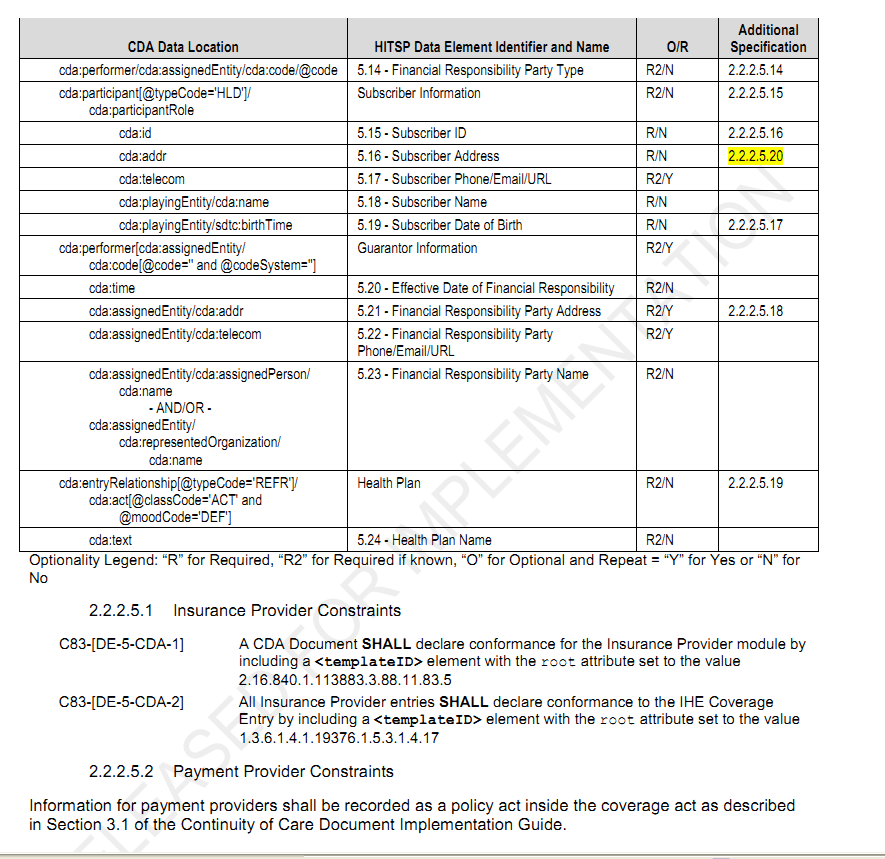 CDA Data Location HITSP Data Element Identifier and Name O/R Additional Specification
cda:performer/cda:assignedEntity/cda:code/@code 5.14 - Financial Responsibility Party Type R2/N 2.2.2.5.14
cda:participant[@typeCode='HLD']/ Subscriber Information R2/N 2.2.2.5.15
cda:participantRole
cda:id 5.15 - Subscriber ID R/N 2.2.2.5.16
cda:addr 5.16 - Subscriber Address R/N 2.2.2.5.20
cda:telecom 5.17 - Subscriber Phone/Email/URL R2/Y
cda:playingEntity/cda:name 5.18 - Subscriber Name R/N
cda:playingEntity/sdtc:birthTime 5.19 - Subscriber Date of Birth R/N 2.2.2.5.17
cda:performer[cda:assignedEntity/ Guarantor Information R2/Y
cda:code[@code='' and @codeSystem='']
cda:time 5.20 - Effective Date of Financial Responsibility R2/N
cda:assignedEntity/cda:addr 5.21 - Financial Responsibility Party Address R2/Y 2.2.2.5.18
cda:assignedEntity/cda:telecom 5.22 - Financial Responsibility Party R2/Y
Phone/Email/URL
cda:assignedEntity/cda:assignedPerson/ 5.23 - Financial Responsibility Party Name R2/N
cda:name
- AND/OR -
cda:assignedEntity/
cda:representedOrganization/
cda:name
cda:entryRelationship[@typeCode='REFR']/ Health Plan R2/N 2.2.2.5.19
cda:act[@classCode='ACT' and
@moodCode='DEF']
cda:text 5.24 - Health Plan Name R2/N
Optionality Legend: “R” for Required, “R2” for Required if known, “O” for Optional and Repeat = “Y” for Yes or “N” for
No
2.2.2.5.1 Insurance Provider Constraints
C83-[DE-5-CDA-1] A CDA Document SHALL declare conformance for the Insurance Provider module by
including a <templateID> element with the root attribute set to the value
2.16.840.1.113883.3.88.11.83.5
C83-[DE-5-CDA-2] All Insurance Provider entries SHALL declare conformance to the IHE Coverage
Entry by including a <templateID> element with the root attribute set to the value
1.3.6.1.4.1.19376.1.5.3.1.4.17
2.2.2.5.2 Payment Provider Constraints
Information for payment providers shall be recorded as a policy act inside the coverage act as described
in Section 3.1 of the Continuity of Care Document Implementation Guide.
ELEASED FOR IMPLEMENTATION